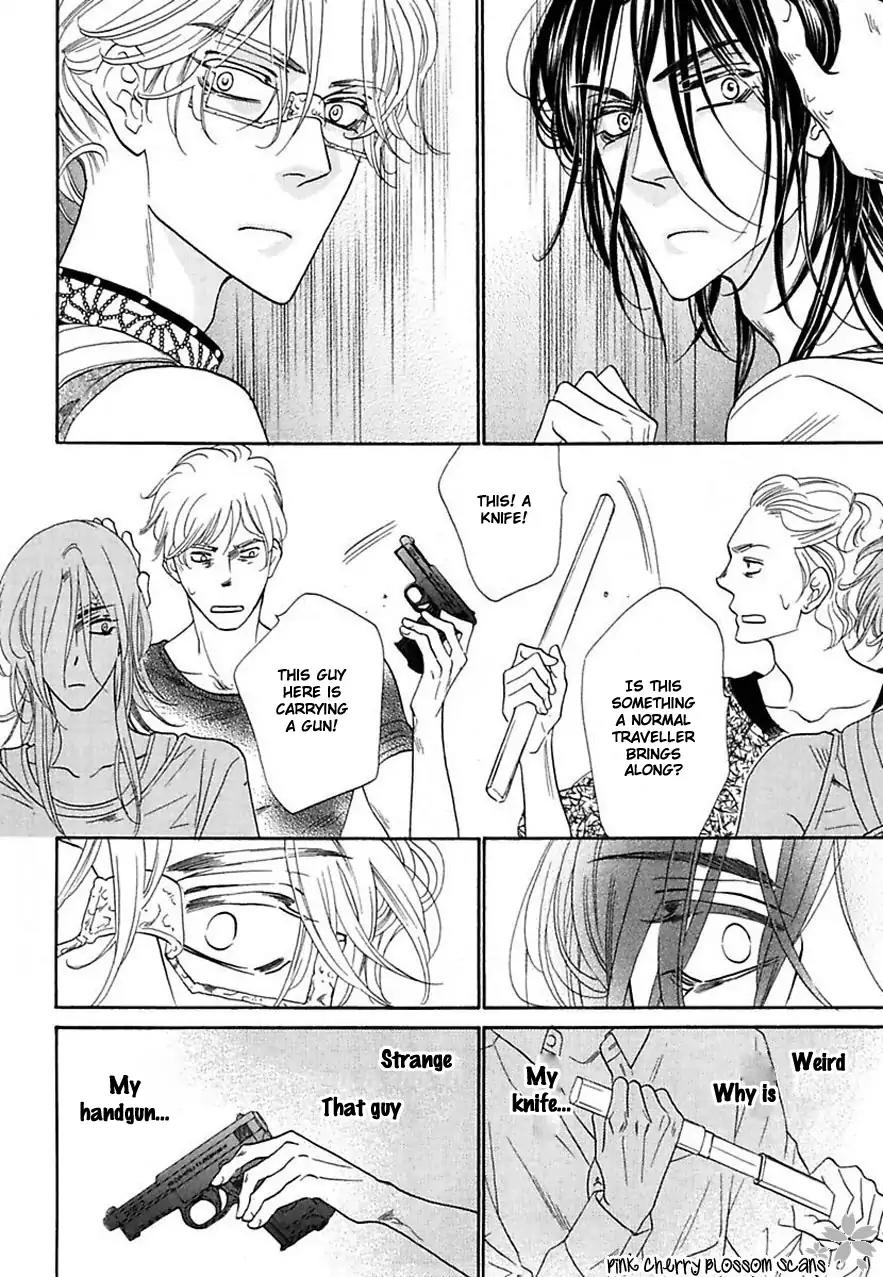 THIS! A
KNIFE!
IS THIS
SOMETHING
A NORMAL
TRAVELLER
BRINGS
ALONG?
THIS GUY
HERE IS
CARRYING
A GUN!
Weird
Why is
My
knife...
Strange
That guy
My
handgun...
Pink Cherry Blossom Scans